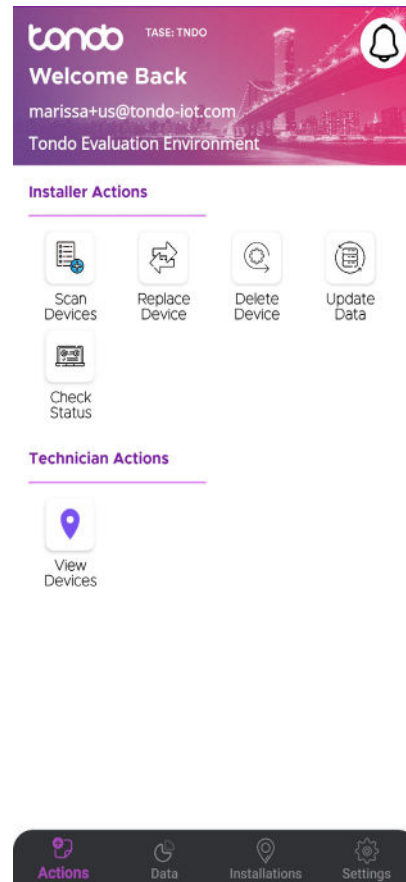 tondo TASE: TNDO
Welcome Back
marissa+us@tondo-iot.com
Tondo Evaluation Environment
Installer Actions
Scan Devices
Replace Device
Delete Device
Update Data
Check Status
Technician Actions
View Devices
Actions Data Installations Settings